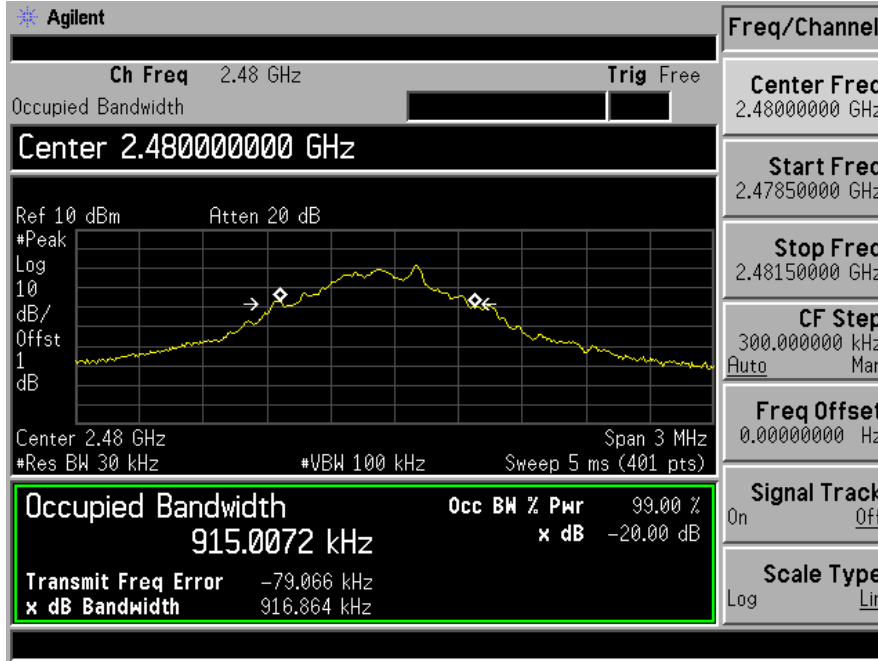 Agilent
Freq/Channel
Ch Freq 2.48 GHz Trig Free
Occupied Bandwidth
Center 2.480000000 GHz
Ref 10 dBm Atten 20 dB
#Peak
Log
10
dB/
Offst
1
dB
Center 2.48 GHz Span 3 MHz
#Res BW 30 kHz #VBW 100 kHz Sweep 5 ms (401 pts)
Occupied Bandwidth
915.0072 kHz
Occ BW % Pwr 99.00 %
x dB -20.00 dB
Transmit Freq Error -79.066 kHz
x dB Bandwidth 916.864 kHz
Center Freq
2.48000000 GHz
Start Freq
2.47850000 GHz
Stop Freq
2.48150000 GHz
CF Step
300.000000 kHz
Auto Man
Freq Offset
0.00000000 Hz
Signal Track
On Off
Scale Type
Log Lin